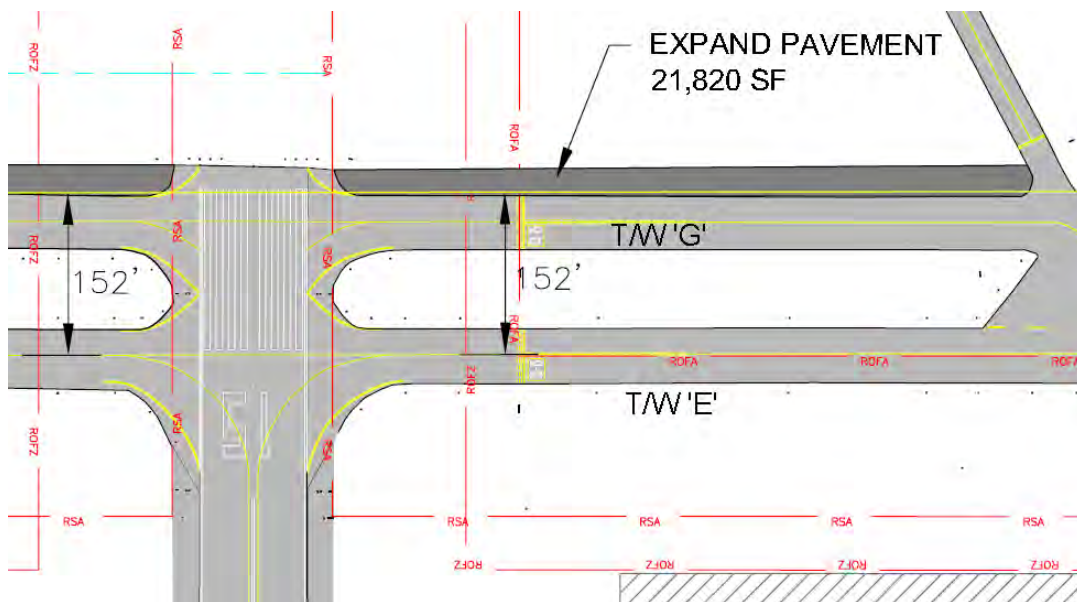 ROFZ
RSA
RSA
ROFA
EXPAND PAVEMENT
21,820 SF
ROFZ
RSA
RSA
T/W 'G'
152'
152'
ROFA
ROFA
ROFA
ROFA
ROFZ
T/W 'E'
ROFZ
RSA
RSA
RSA
RSA
RSA
RSA
RSA
ROFZ
ROFZ
ROFZ
ROFZ